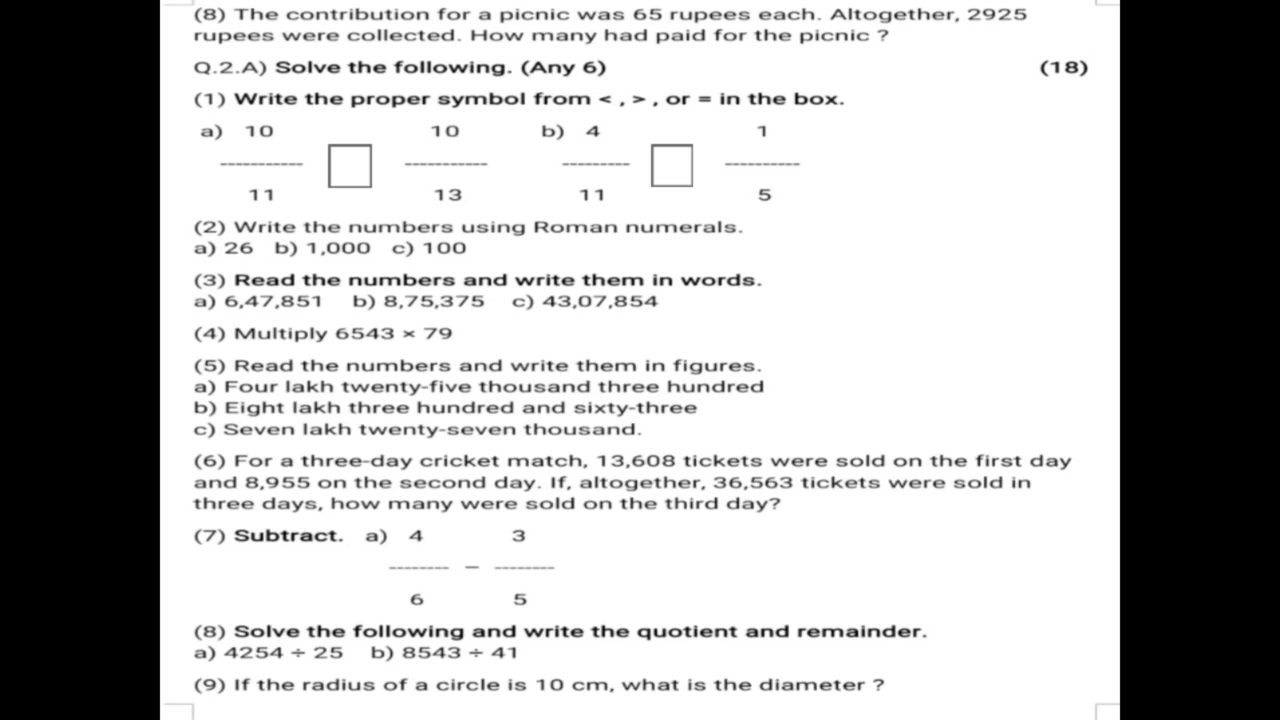 (8) The contribution for a picnic was 65 rupees each. Altogether, 2925
rupees were collected. How many had paid for the picnic ?
Q.2.A) Solve the following. (Any 6) (18)
(1) Write the proper symbol from < , > , or = in the box.
a) 10 10 b) 4 1
----------- ----------- --------- ----------
11 13 11 5
(2) Write the numbers using Roman numerals.
a) 26 b) 1,000 c) 100
(3) Read the numbers and write them in words.
a) 6,47,851 b) 8,75,375 c) 43,07,854
(4) Multiply 6543 × 79
(5) Read the numbers and write them in figures.
a) Four lakh twenty-five thousand three hundred
b) Eight lakh three hundred and sixty-three
c) Seven lakh twenty-seven thousand.
(6) For a three-day cricket match, 13,608 tickets were sold on the first day
and 8,955 on the second day. If, altogether, 36,563 tickets were sold in
three days, how many were sold on the third day?
(7) Subtract. a) 4 3
-------- – --------
6 5
(8) Solve the following and write the quotient and remainder.
a) 4254 ÷ 25 b) 8543 ÷ 41
(9) If the radius of a circle is 10 cm, what is the diameter ?